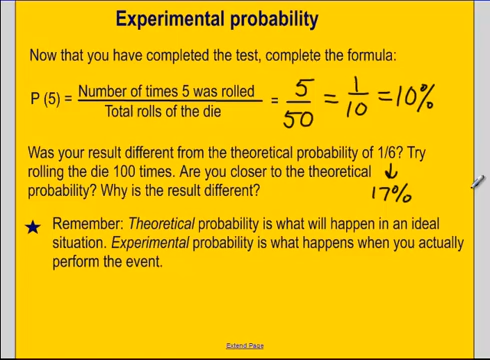 Experimental probability
Now that you have completed the test, complete the formula:
P (5) = Number of times 5 was rolled / Total rolls of the die = 5/50 = 1/10 = 10%
Was your result different from the theoretical probability of 1/6? Try
rolling the die 100 times. Are you closer to the theoretical ↓
probability? Why is the result different? 17%
★ Remember: Theoretical probability is what will happen in an ideal
situation. Experimental probability is what happens when you actually
perform the event.
Extend Page